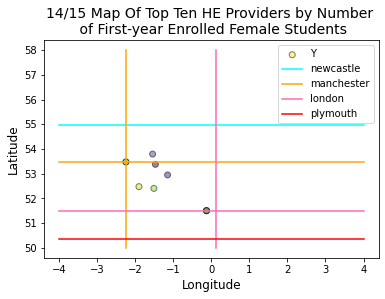 14/15 Map Of Top Ten HE Providers by Number
of First-year Enrolled Female Students
58
57
56
55
54
53
52
51
50
Latitude
Y
newcastle
manchester
london
plymouth
−4 −3 −2 −1 0 1 2 3 4
Longitude